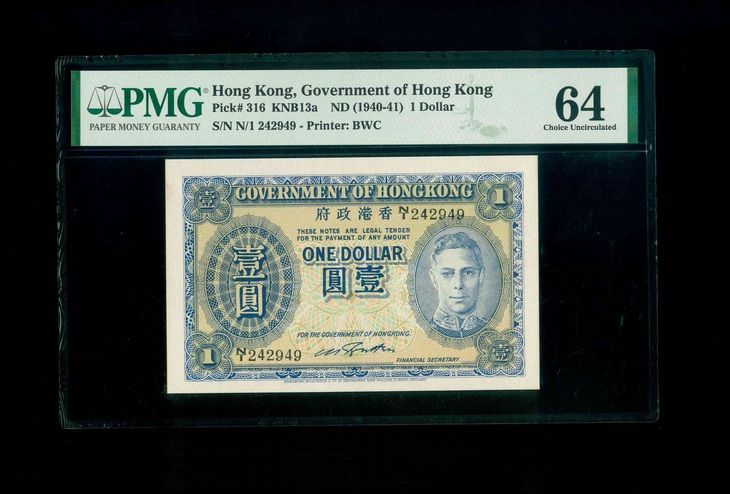 PMG
PAPER MONEY GUARANTY
Hong Kong, Government of Hong Kong
Pick# 316 KNB13a ND (1940-41) 1 Dollar
S/N N/1 242949 - Printer: BWC
64
Choice Uncirculated
壹
GOVERNMENT OF HONGKONG
1
府政港香
N/1 242949
THESE NOTES ARE LEGAL TENDER
FOR THE PAYMENT OF ANY AMOUNT
ONE DOLLAR
圓壹
壹圓
FOR THE GOVERNMENT OF HONGKONG.
1
N/1 242949
FINANCIAL SECRETARY.
壹